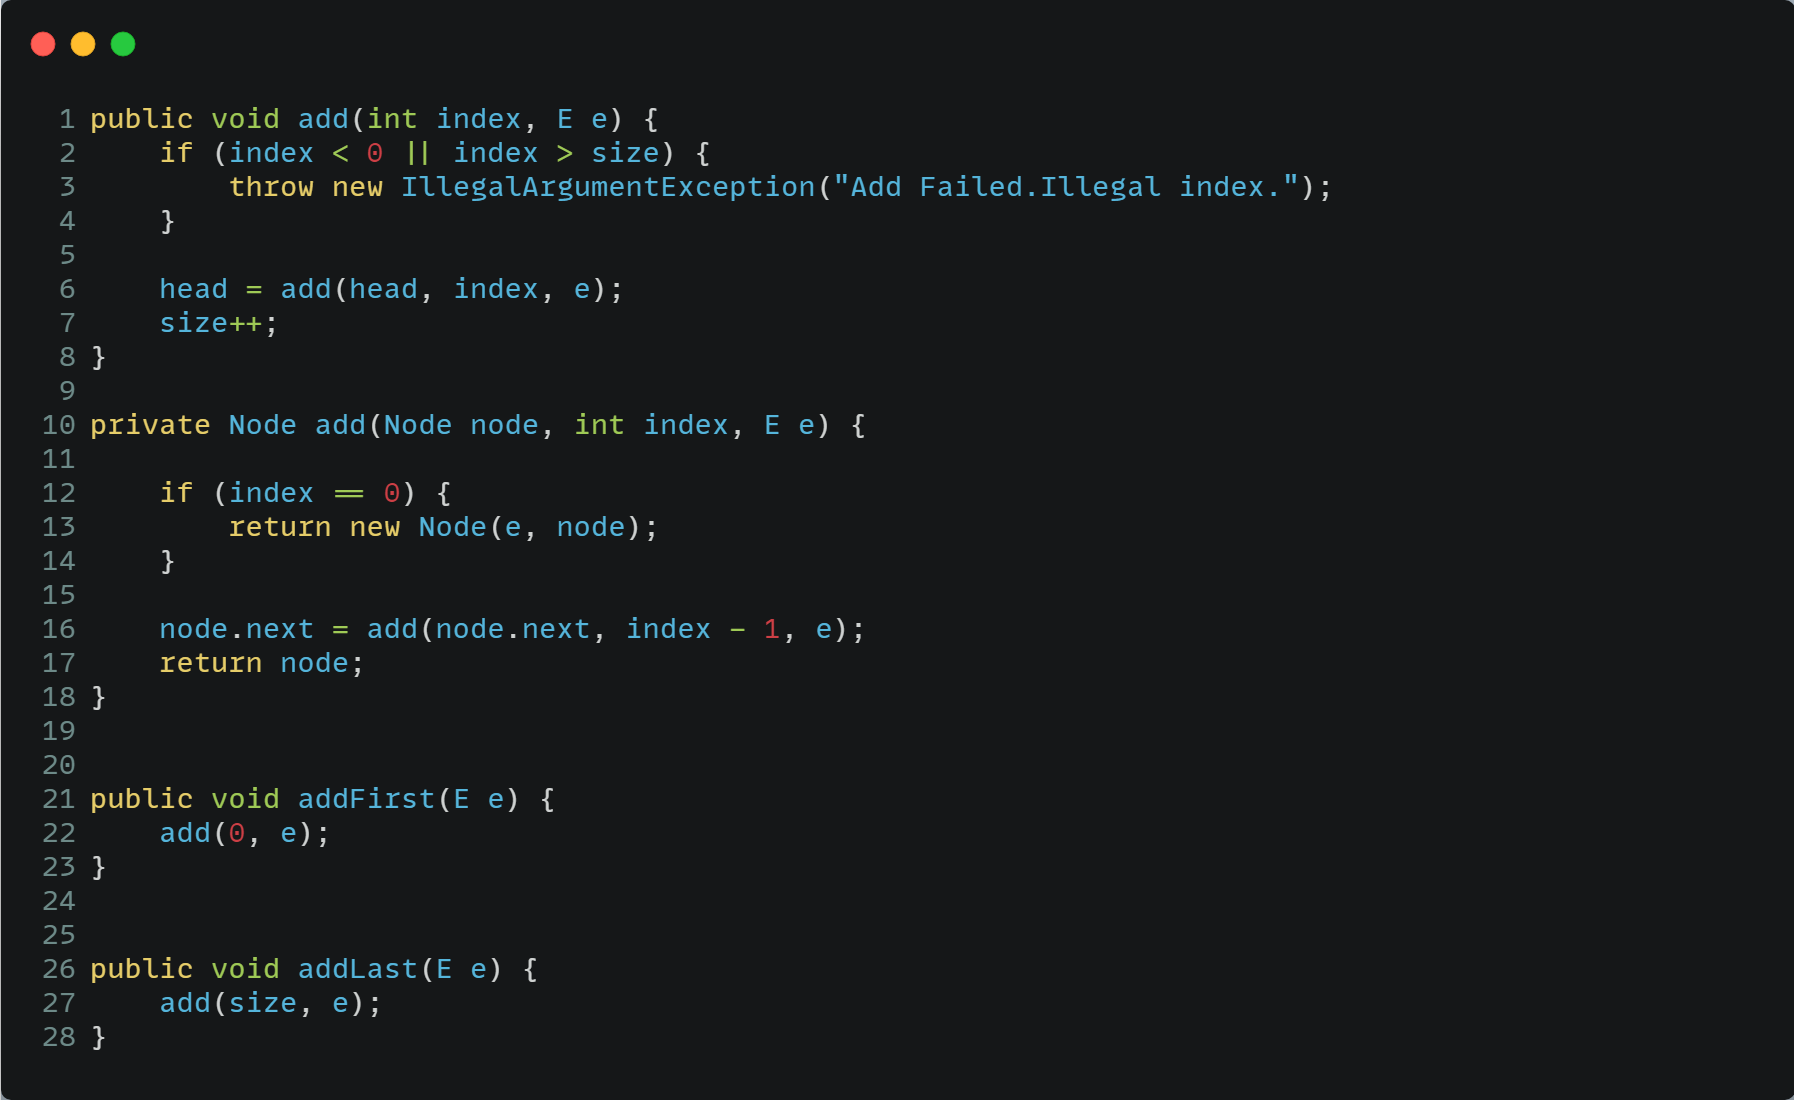 1 public void add(int index, E e) {
2     if (index < 0 || index > size) {
3         throw new IllegalArgumentException("Add Failed.Illegal index.");
4     }
5
6     head = add(head, index, e);
7     size++;
8 }
9
10 private Node add(Node node, int index, E e) {
11
12     if (index == 0) {
13         return new Node(e, node);
14     }
15
16     node.next = add(node.next, index - 1, e);
17     return node;
18 }
19
20
21 public void addFirst(E e) {
22     add(0, e);
23 }
24
25
26 public void addLast(E e) {
27     add(size, e);
28 }